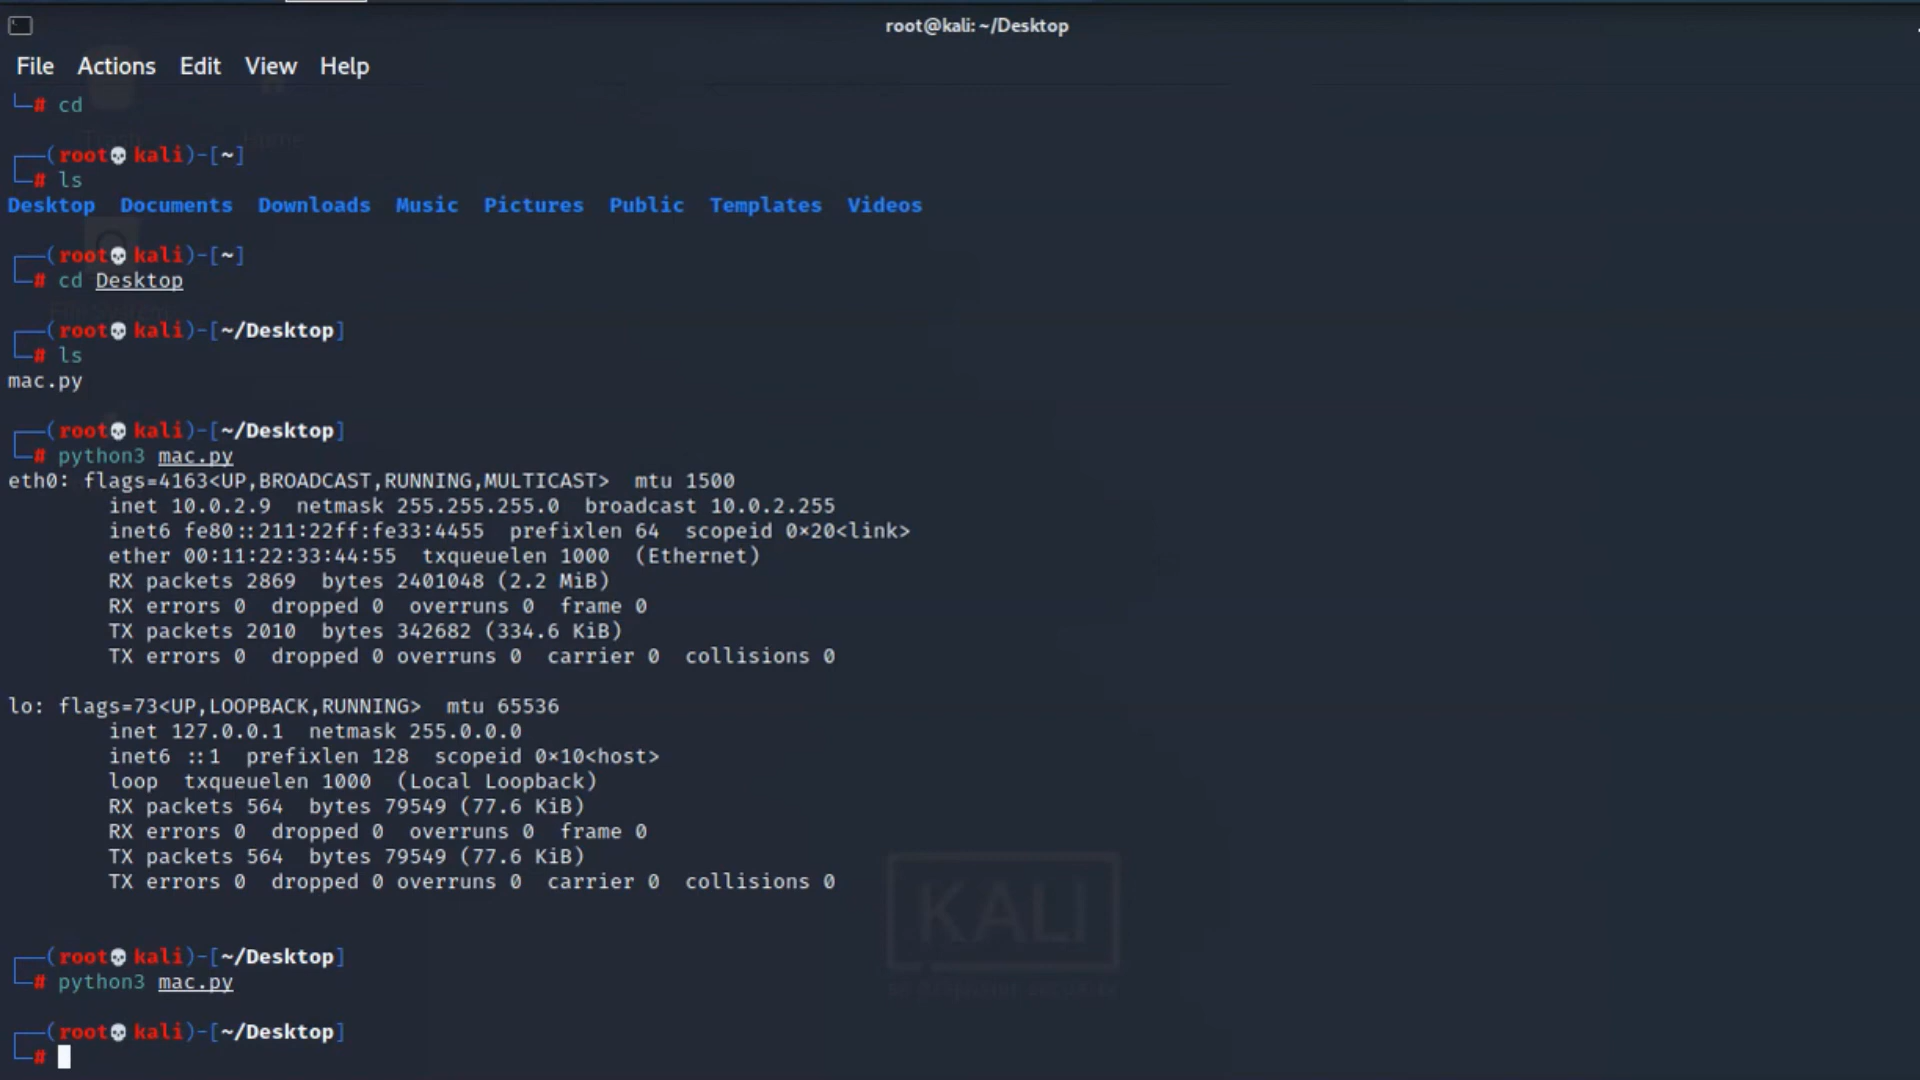 root@kali: ~/Desktop
File Actions Edit View Help
└─# cd
┌──(root💀kali)-[~]
└─# ls
Desktop Documents Downloads Music Pictures Public Templates Videos
┌──(root💀kali)-[~]
└─# cd Desktop
┌──(root💀kali)-[~/Desktop]
└─# ls
mac.py
┌──(root💀kali)-[~/Desktop]
└─# python3 mac.py
eth0: flags=4163<UP,BROADCAST,RUNNING,MULTICAST> mtu 1500
inet 10.0.2.9 netmask 255.255.255.0 broadcast 10.0.2.255
inet6 fe80::211:22ff:fe33:4455 prefixlen 64 scopeid 0×20<link>
ether 00:11:22:33:44:55 txqueuelen 1000 (Ethernet)
RX packets 2869 bytes 2401048 (2.2 MiB)
RX errors 0 dropped 0 overruns 0 frame 0
TX packets 2010 bytes 342682 (334.6 KiB)
TX errors 0 dropped 0 overruns 0 carrier 0 collisions 0
lo: flags=73<UP,LOOPBACK,RUNNING> mtu 65536
inet 127.0.0.1 netmask 255.0.0.0
inet6 ::1 prefixlen 128 scopeid 0×10<host>
loop txqueuelen 1000 (Local Loopback)
RX packets 564 bytes 79549 (77.6 KiB)
RX errors 0 dropped 0 overruns 0 frame 0
TX packets 564 bytes 79549 (77.6 KiB)
TX errors 0 dropped 0 overruns 0 carrier 0 collisions 0
KALI
┌──(root💀kali)-[~/Desktop]
└─# python3 mac.py
┌──(root💀kali)-[~/Desktop]
└─#